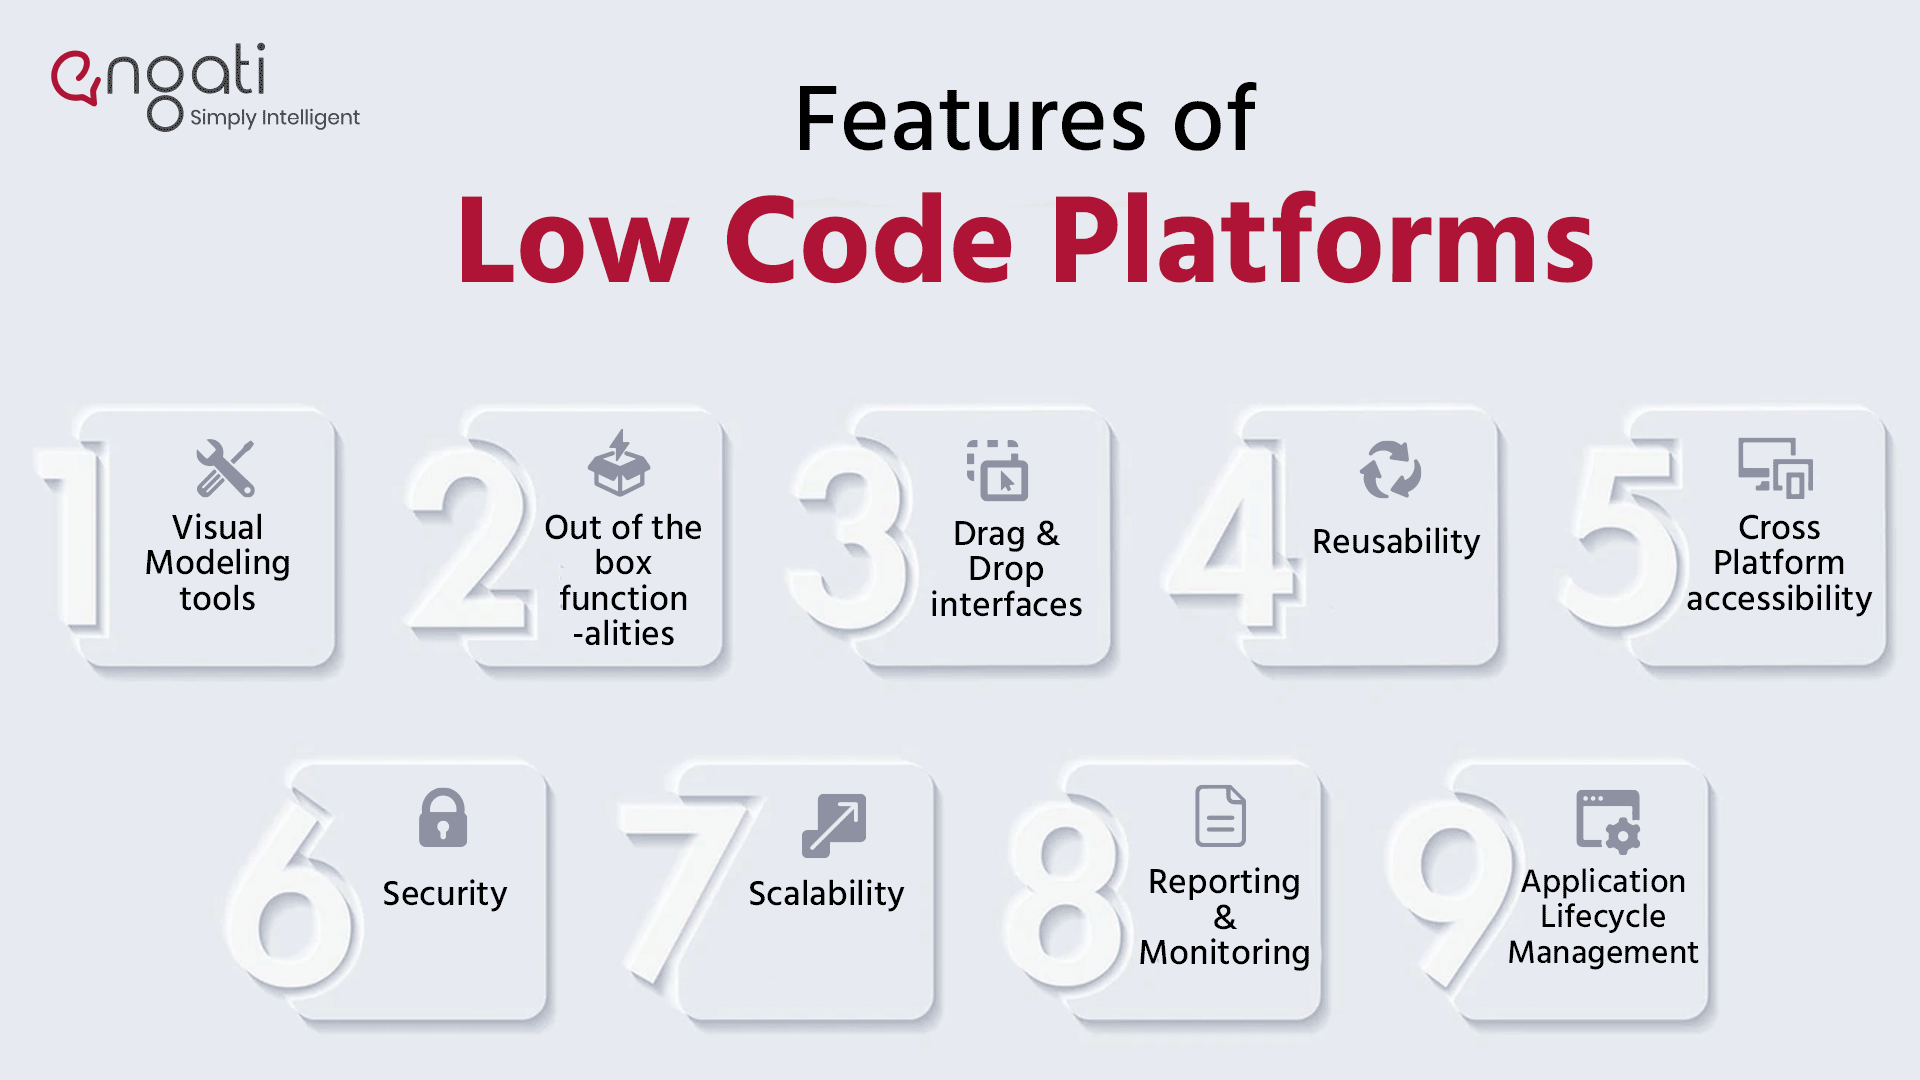 engati
Simply Intelligent
Features of
Low Code Platforms
1
Visual
Modeling
tools
2
Out of the
box
function
-alities
3
Drag &
Drop
interfaces
4
Reusability
5
Cross
Platform
accessibility
6
Security
7
Scalability
8
Reporting
&
Monitoring
9
Application
Lifecycle
Management